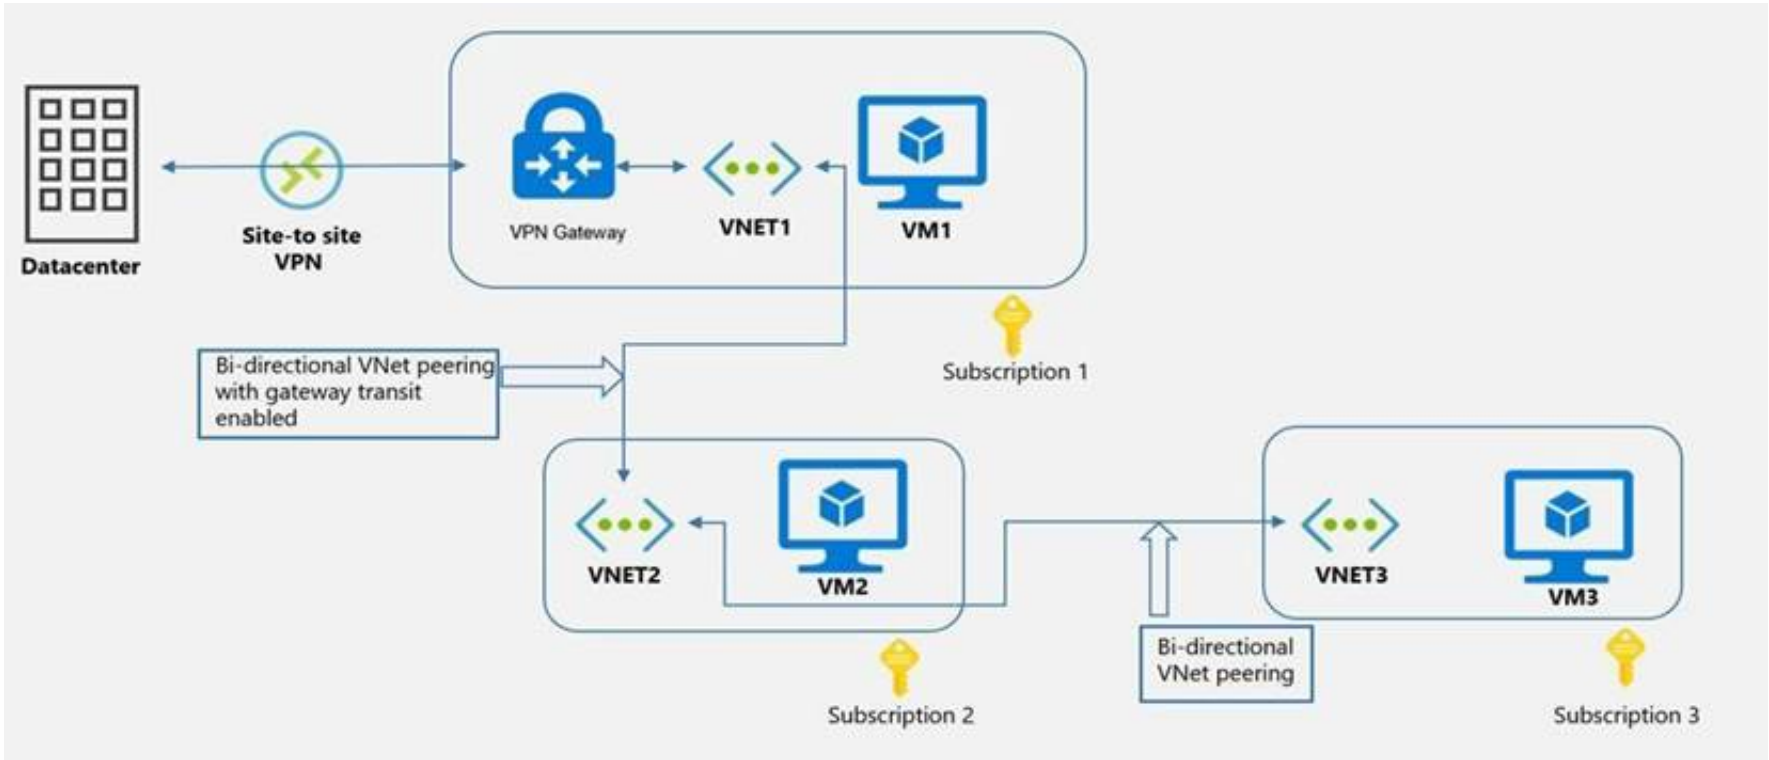 Datacenter
Site-to site
VPN
VPN Gateway
VNET1
VM1
Subscription 1
Bi-directional VNet peering
with gateway transit
enabled
VNET2
VM2
Subscription 2
Bi-directional
VNet peering
VNET3
VM3
Subscription 3